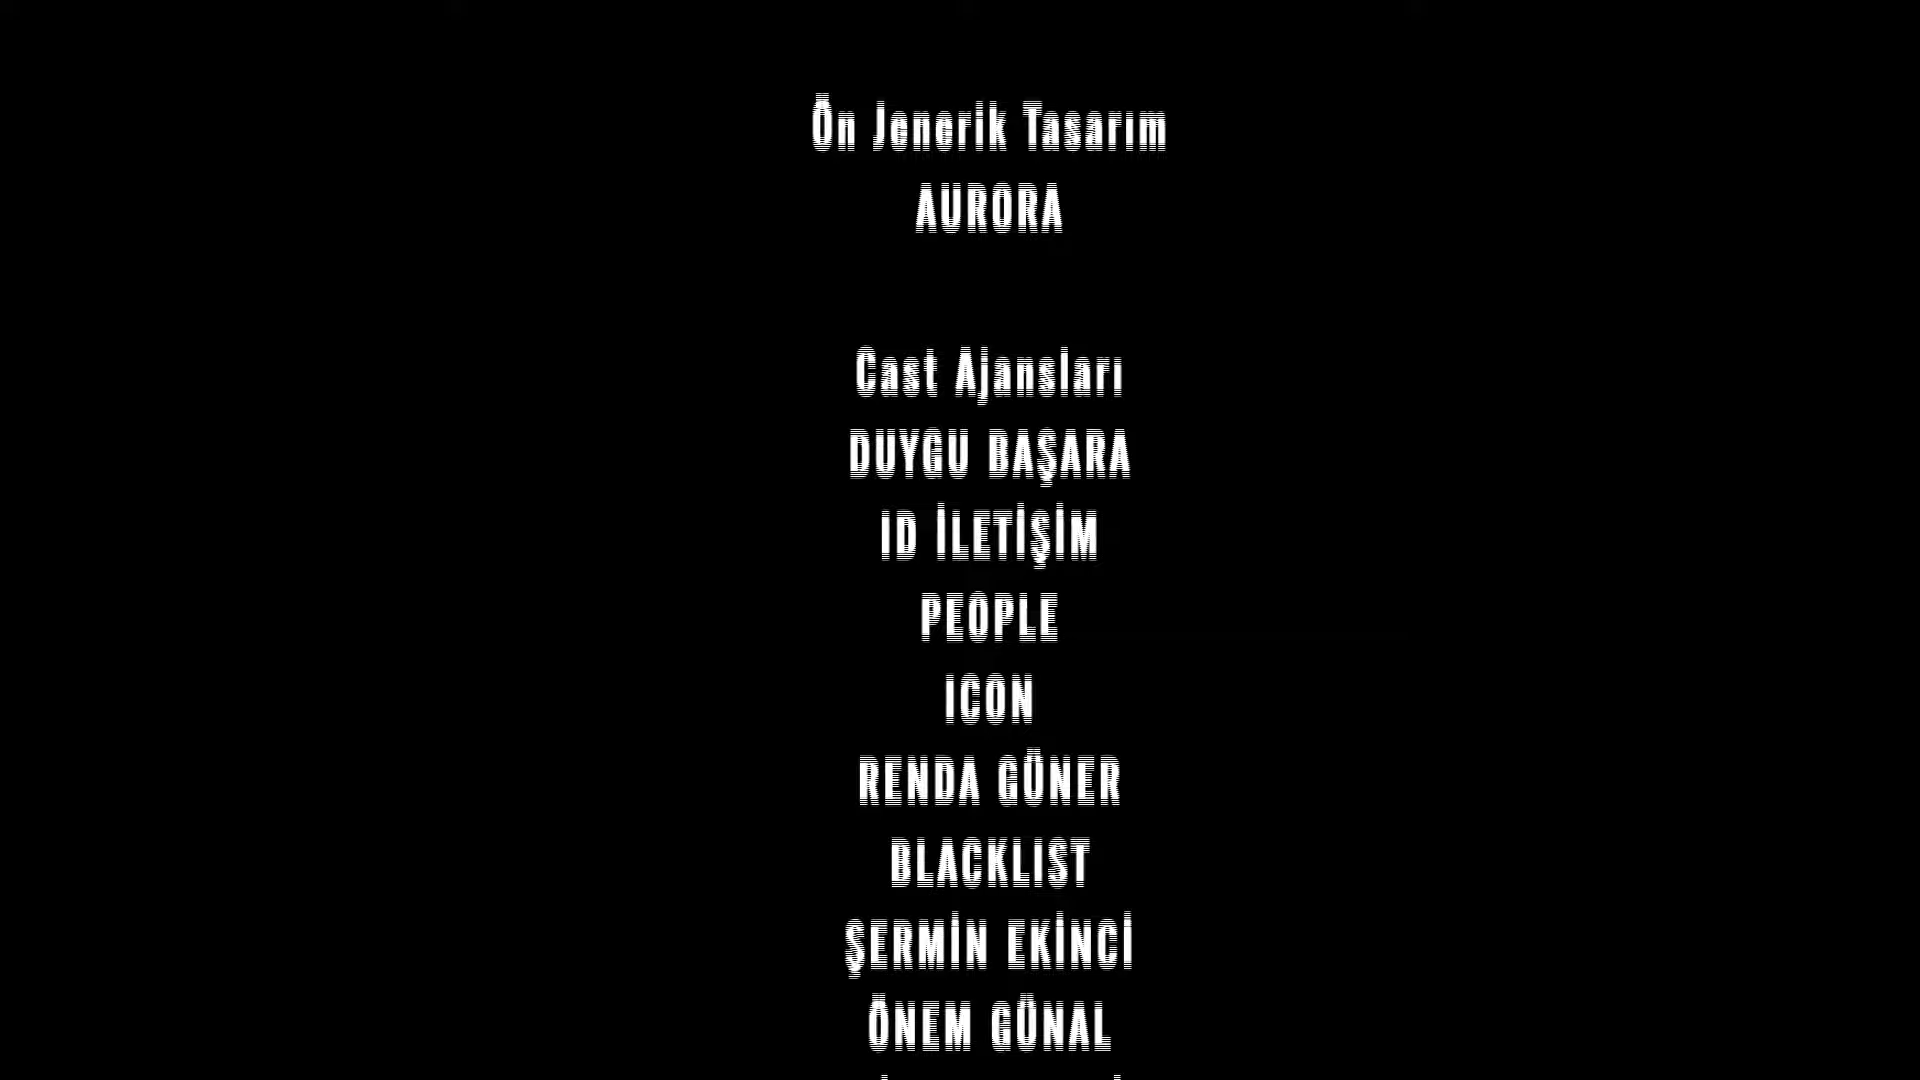 Ön Jenerik Tasarım
AURORA
Cast Ajansları
DUYGU BAŞARA
ID İLETİŞİM
PEOPLE
ICON
RENDA GÜNER
BLACKLIST
ŞERMİN EKİNCİ
ÖNEM GÜNAL